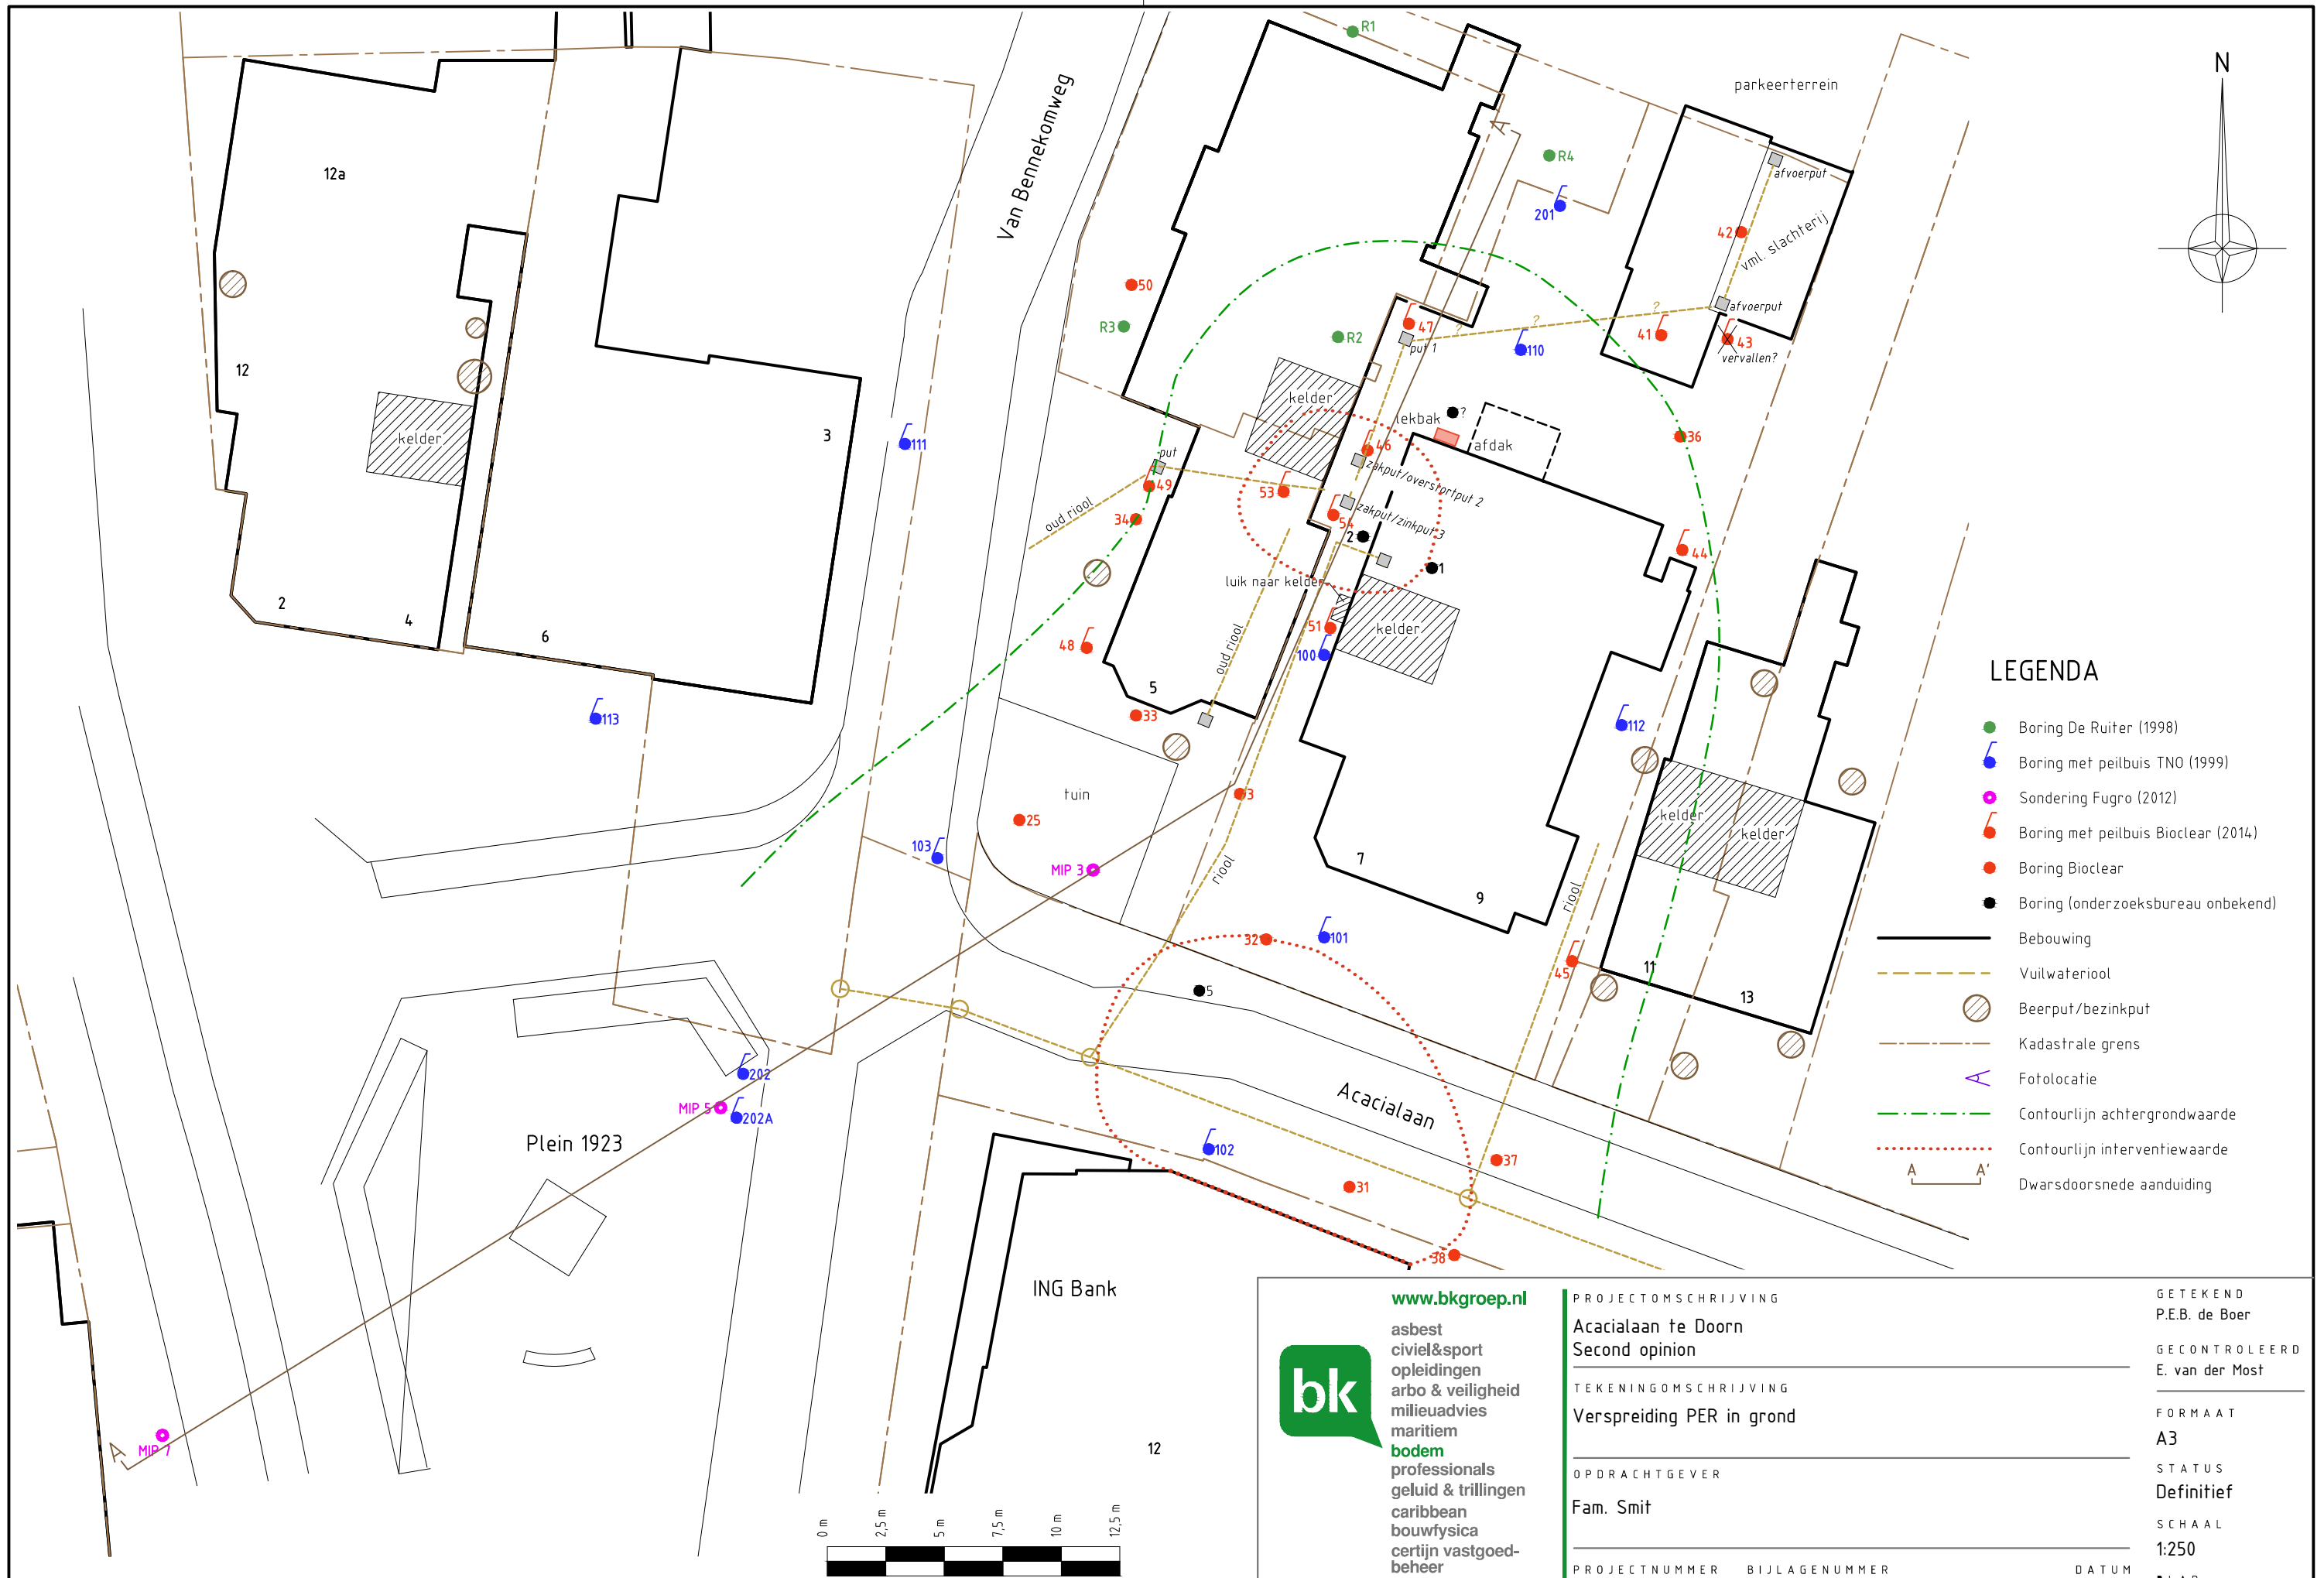 R1
parkeerterrein
N
Van Bennekomweg
A
R4
12a
afvoerput
201
42
vml. slachterij
50
R3
afvoerput
47
?
?
?
41
43
vervallen?
R2
put 1
110
12
kelder
kelder
lekbak
?
afdak
3
111
36
46
put
zakput/overstortput 2
49
53
oud riool
34
54
zakput/zinkput 3
2
44
1
luik naar kelder
2
4
6
48
51
kelder
100
oud riool
5
113
33
112
LEGENDA
Boring De Ruiter (1998)
Boring met peilbuis TNO (1999)
Sondering Fugro (2012)
Boring met peilbuis Bioclear (2014)
Boring Bioclear
Boring (onderzoeksbureau onbekend)
Bebouwing
Vuilwateriool
Beerput/bezinkput
Kadastrale grens
Fotolocatie
Contourlijn achtergrondwaarde
Contourlijn interventiewaarde
A A'
Dwarsdoorsnede aanduiding
tuin
3
25
103
MIP 3
riool
7
9
kelder
kelder
riool
32
101
45
11
13
5
202
MIP 5
202A
Plein 1923
Acacialaan
102
37
31
38
ING Bank
12
MIP 7
A'
0 m
2,5 m
5 m
7,5 m
10 m
12,5 m
bk
www.bkgroep.nl
asbest
civiel&sport
opleidingen
arbo & veiligheid
milieuadvies
maritiem
bodem
professionals
geluid & trillingen
caribbean
bouwfysica
certijn vastgoed-
beheer
PROJECTOMSCHRIJVING
Acacialaan te Doorn
Second opinion
TEKENINGOMSCHRIJVING
Verspreiding PER in grond
OPDRACHTGEVER
Fam. Smit
PROJECTNUMMER BIJLAGENUMMER DATUM
GETEKEND
P.E.B. de Boer
GECONTROLEERD
E. van der Most
FORMAAT
A3
STATUS
Definitief
SCHAAL
1:250